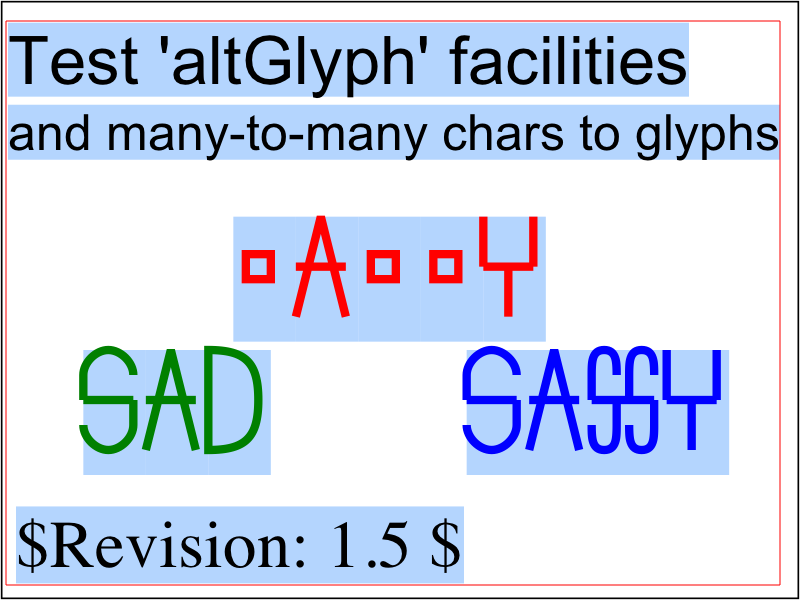 Test 'altGlyph' facilities
and many-to-many chars to glyphs
▫A▫▫Y
SAD SASSY
$Revision: 1.5 $